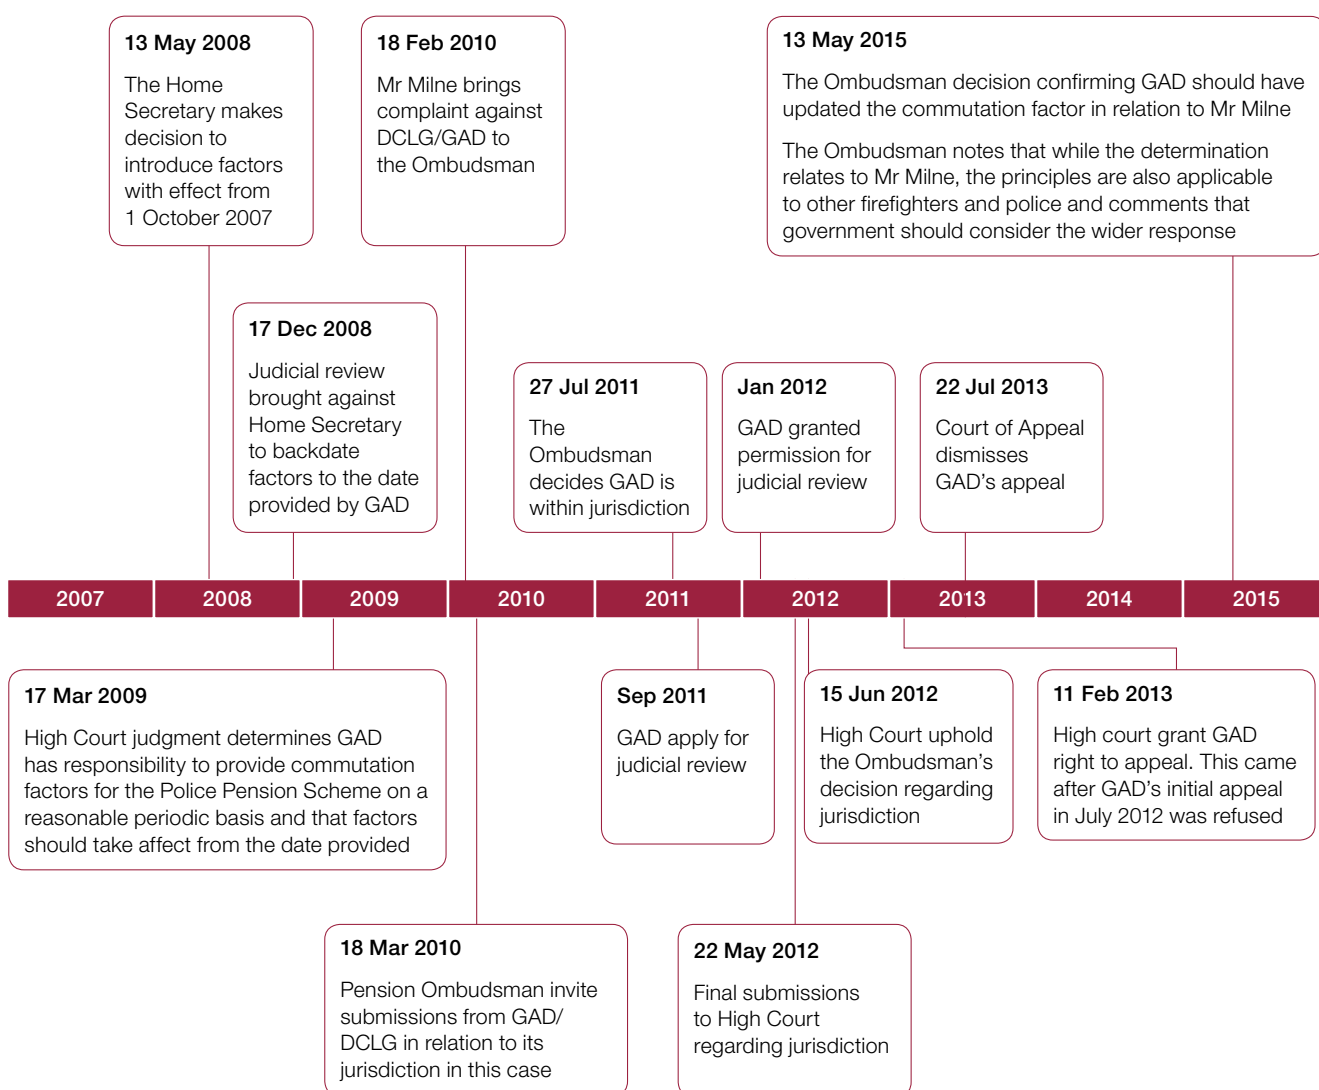 13 May 2008
The Home
Secretary makes
decision to
introduce factors
with effect from
1 October 2007
18 Feb 2010
Mr Milne brings
complaint against
DCLG/GAD to
the Ombudsman
13 May 2015
The Ombudsman decision confirming GAD should have
updated the commutation factor in relation to Mr Milne
The Ombudsman notes that while the determination
relates to Mr Milne, the principles are also applicable
to other firefighters and police and comments that
government should consider the wider response
17 Dec 2008
Judicial review
brought against
Home Secretary
to backdate
factors to the date
provided by GAD
27 Jul 2011
The
Ombudsman
decides GAD is
within jurisdiction
Jan 2012
GAD granted
permission for
judicial review
22 Jul 2013
Court of Appeal
dismisses
GAD’s appeal
2007
2008
2009
2010
2011
2012
2013
2014
2015
17 Mar 2009
High Court judgment determines GAD
has responsibility to provide commutation
factors for the Police Pension Scheme on a
reasonable periodic basis and that factors
should take affect from the date provided
Sep 2011
GAD apply for
judicial review
15 Jun 2012
High Court uphold
the Ombudsman’s
decision regarding
jurisdiction
11 Feb 2013
High court grant GAD
right to appeal. This came
after GAD’s initial appeal
in July 2012 was refused
18 Mar 2010
Pension Ombudsman invite
submissions from GAD/
DCLG in relation to its
jurisdiction in this case
22 May 2012
Final submissions
to High Court
regarding jurisdiction